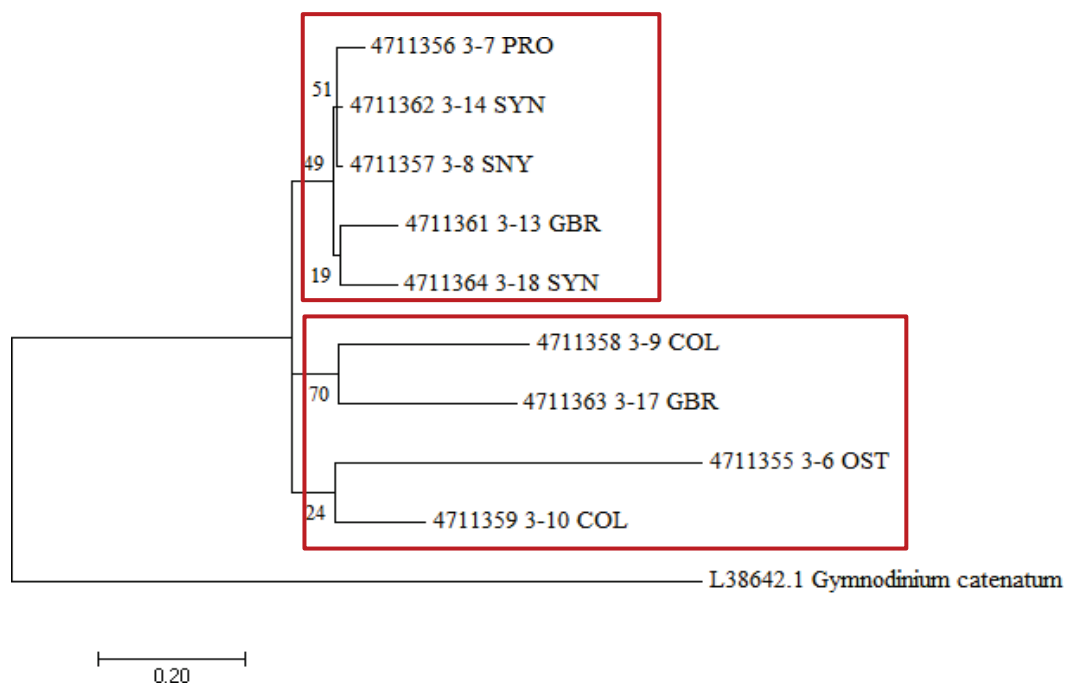 4711356 3-7 PRO
51
4711362 3-14 SYN
49
4711357 3-8 SNY
4711361 3-13 GBR
19
4711364 3-18 SYN
4711358 3-9 COL
70
4711363 3-17 GBR
4711355 3-6 OST
24
4711359 3-10 COL
L38642.1 Gymnodinium catenatum
0.20